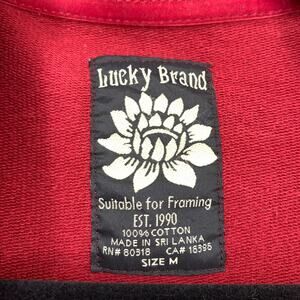 Lucky Brand
Suitable for Framing
EST. 1990
100% COTTON
MADE IN SRI LANKA
RN# 80318 CA# 18395
SIZE M